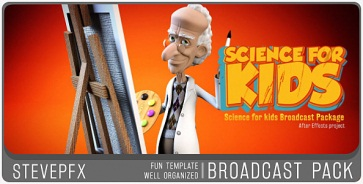 SCIENCE FOR
KIDS
Science for kids Broadcast Package
After Effects project
STEVEPFX
FUN TEMPLATE
WELL ORGANIZED
BROADCAST PACK